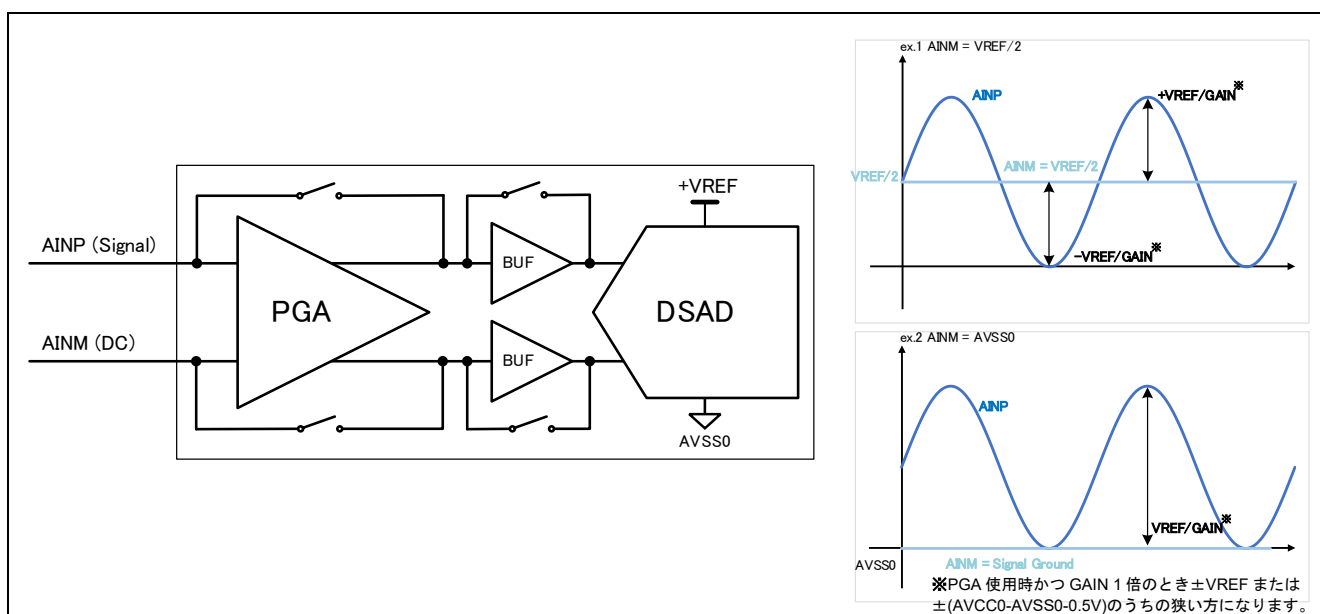 AINP (Signal)
AINM (DC)
PGA
BUF
BUF
+VREF
DSAD
AVSS0
ex.1 AINM = VREF/2
AINP
+VREF/GAIN※
VREF/2
AINM = VREF/2
−VREF/GAIN※
ex.2 AINM = AVSS0
AINP
VREF/GAIN※
AVSS0
AINM = Signal Ground
※PGA 使用時かつ GAIN 1 倍のとき±VREF または
±(AVCC0-AVSS0-0.5V)のうちの狭い方になります。